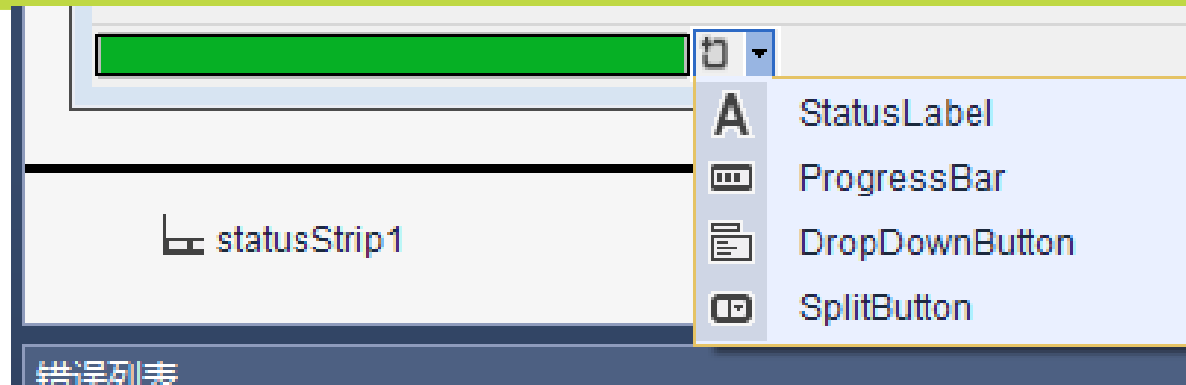 StatusLabel
ProgressBar
DropDownButton
SplitButton
statusStrip1
错误列表